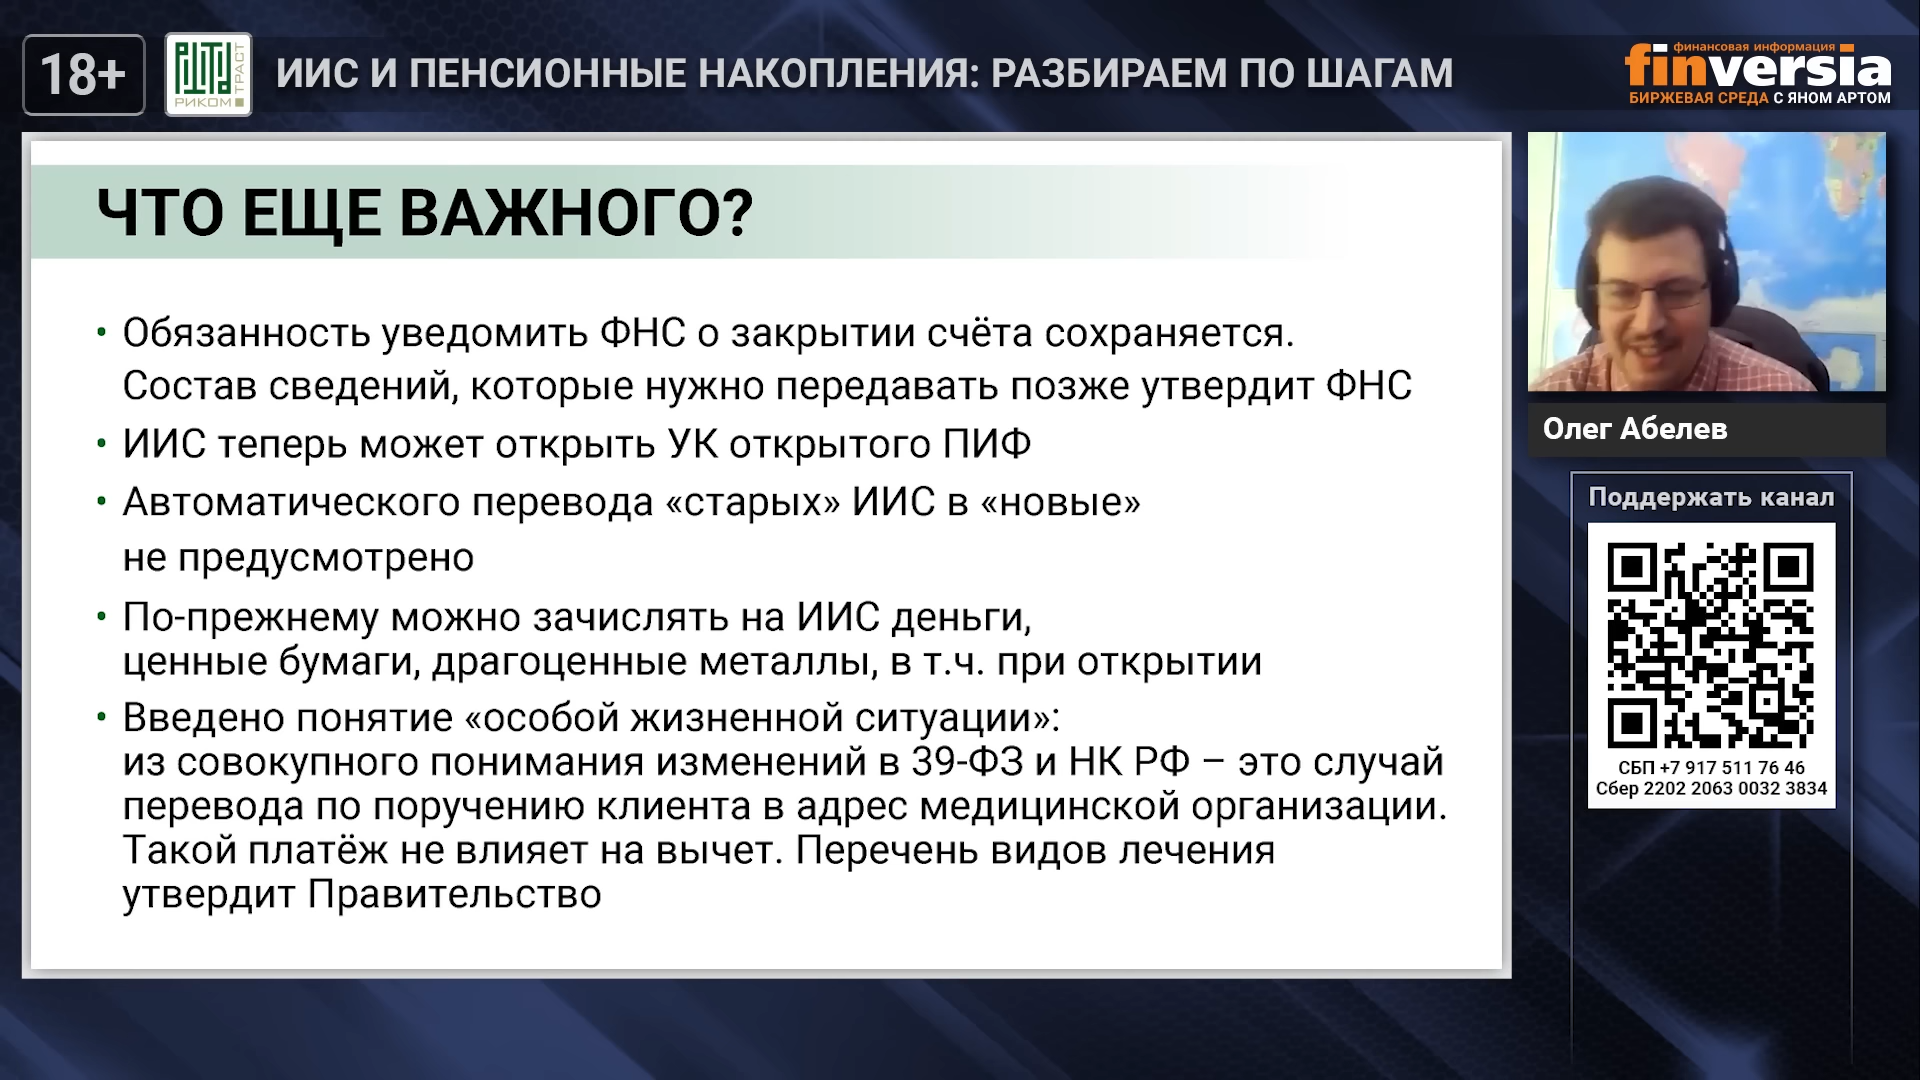 18+
РИКОМ
ТРАСТ
ИИС И ПЕНСИОННЫЕ НАКОПЛЕНИЯ: РАЗБИРАЕМ ПО ШАГАМ
финансовая информация
finversia
БИРЖЕВАЯ СРЕДА С ЯНОМ АРТОМ
ЧТО ЕЩЕ ВАЖНОГО?
• Обязанность уведомить ФНС о закрытии счёта сохраняется.
Состав сведений, которые нужно передавать позже утвердит ФНС
• ИИС теперь может открыть УК открытого ПИФ
• Автоматического перевода «старых» ИИС в «новые»
не предусмотрено
• По-прежнему можно зачислять на ИИС деньги,
ценные бумаги, драгоценные металлы, в т.ч. при открытии
• Введено понятие «особой жизненной ситуации»:
из совокупного понимания изменений в 39-ФЗ и НК РФ – это случай
перевода по поручению клиента в адрес медицинской организации.
Такой платёж не влияет на вычет. Перечень видов лечения
утвердит Правительство
Олег Абелев
Поддержать канал
СБП +7 917 511 76 46
Сбер 2202 2063 0032 3834